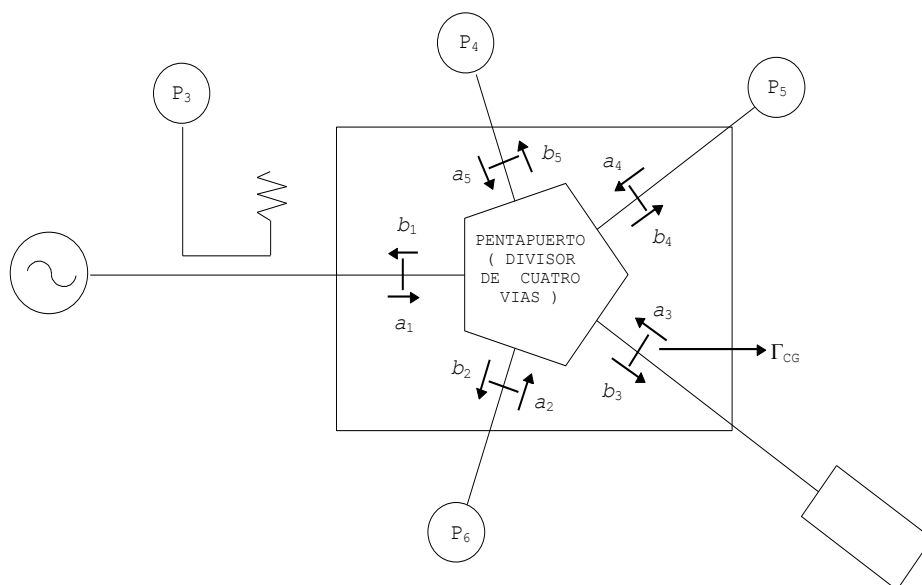 P4
P5
P3
b5
a4
a5
b4
b1
PENTAPUERTO
( DIVISOR
DE CUATRO
VIAS )
a1
a3
ΓCG
b2
b3
a2
P6